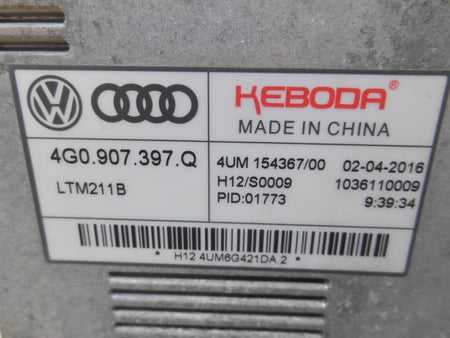 KEBODA®
MADE IN CHINA
4G0.907.397.Q
LTM211B
4UM 154367/00 02-04-2016
H12/S0009 1036110009
PID:01773 9:39:34
* H12 4UM6G421DA 2 *